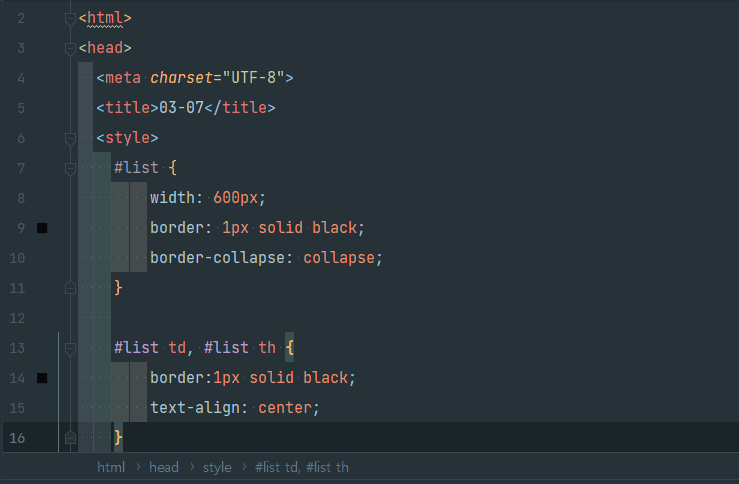 2 <html>
3 <head>
4 <meta charset="UTF-8">
5 <title>03-07</title>
6 <style>
7 #list {
8 width: 600px;
9 border: 1px solid black;
10 border-collapse: collapse;
11 }
12
13 #list td, #list th {
14 border:1px solid black;
15 text-align: center;
16 }
html › head › style › #list td, #list th